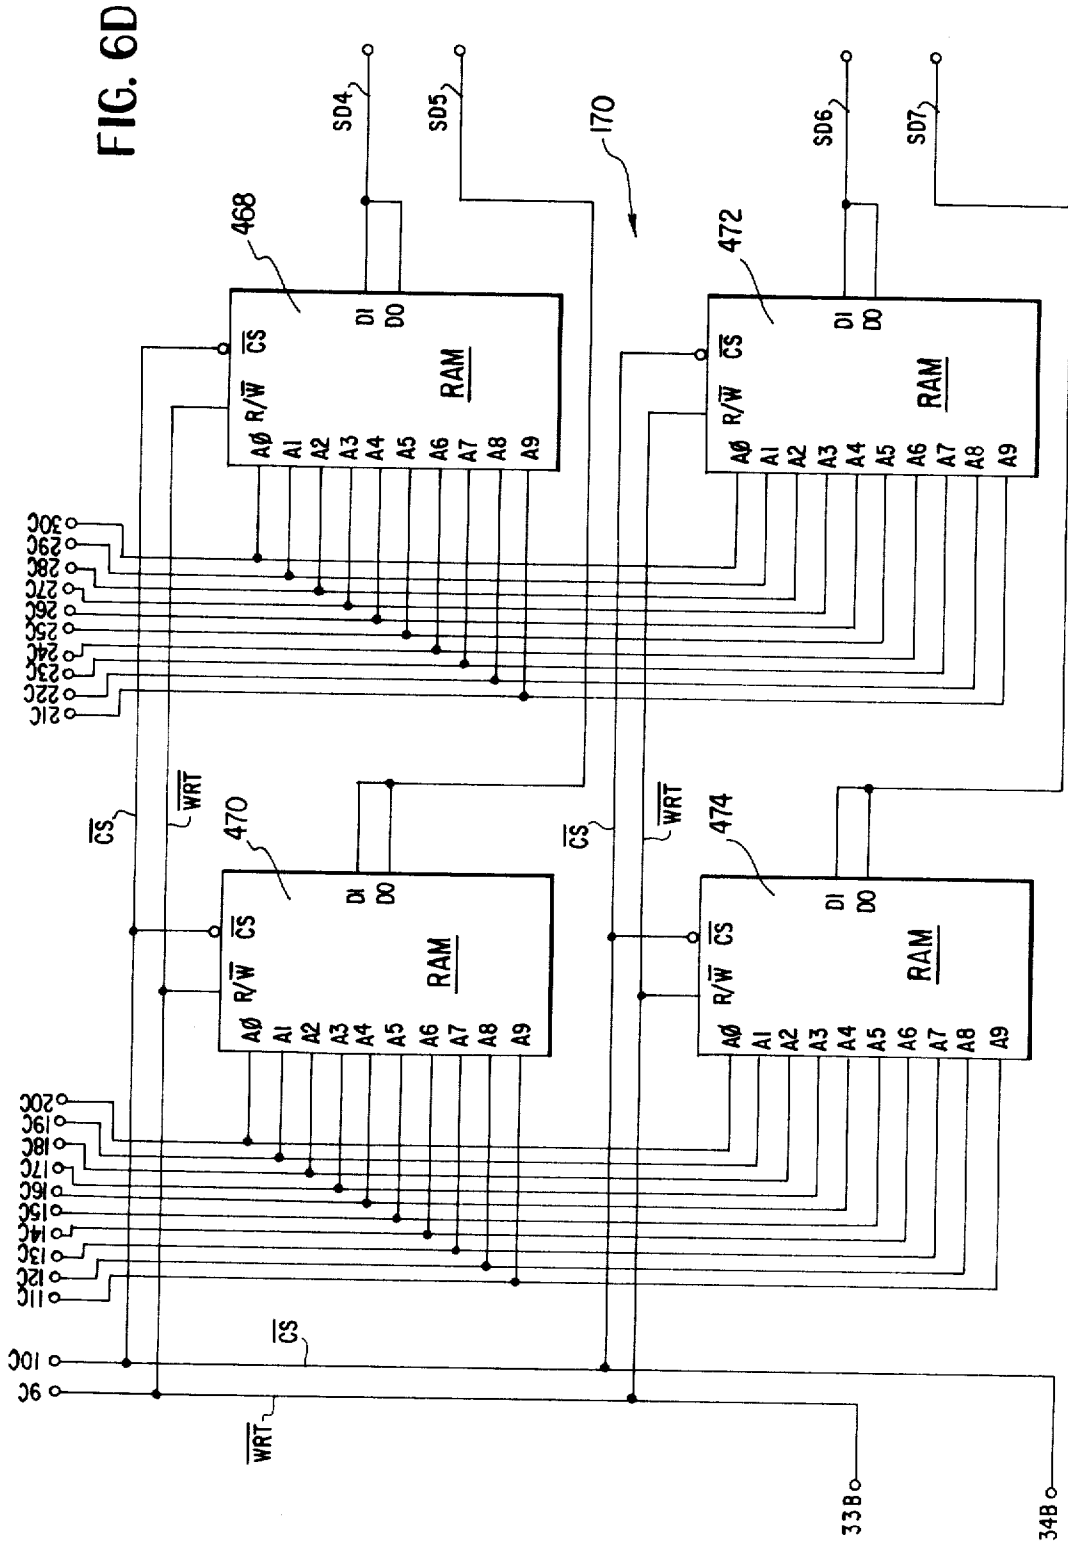 FIG. 6D
SD4
SD5
170
SD6
SD7
468
R/W CS
DI
DO
RAM
AØ
A1
A2
A3
A4
A5
A6
A7
A8
A9
472
R/W CS
DI
DO
RAM
AØ
A1
A2
A3
A4
A5
A6
A7
A8
A9
30C
29C
28C
27C
26C
25C
24C
23C
22C
21C
CS
WRT
CS
WRT
470
R/W CS
DI
DO
RAM
AØ
A1
A2
A3
A4
A5
A6
A7
A8
A9
474
R/W CS
DI
DO
RAM
AØ
A1
A2
A3
A4
A5
A6
A7
A8
A9
20C
19C
18C
17C
16C
15C
14C
13C
12C
11C
10C
9C
CS
WRT
33B
34B